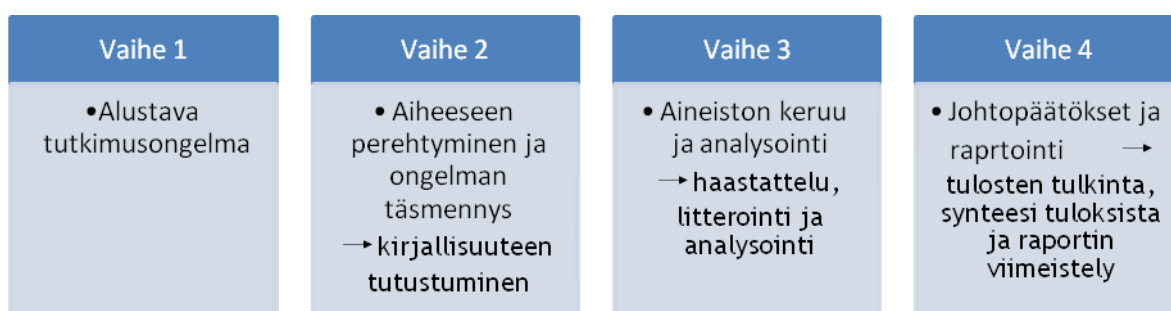 Vaihe 1
•Alustava
tutkimusongelma
Vaihe 2
• Aiheeseen
perehtyminen ja
ongelman
täsmennys
→ kirjallisuuteen
tutustuminen
Vaihe 3
• Aineiston keruu
ja analysointi
→ haastattelu,
litterointi ja
analysointi
Vaihe 4
• Johtopäätökset ja
raprtointi →
tulosten tulkinta,
synteesi tuloksista
ja raportin
viimeistely